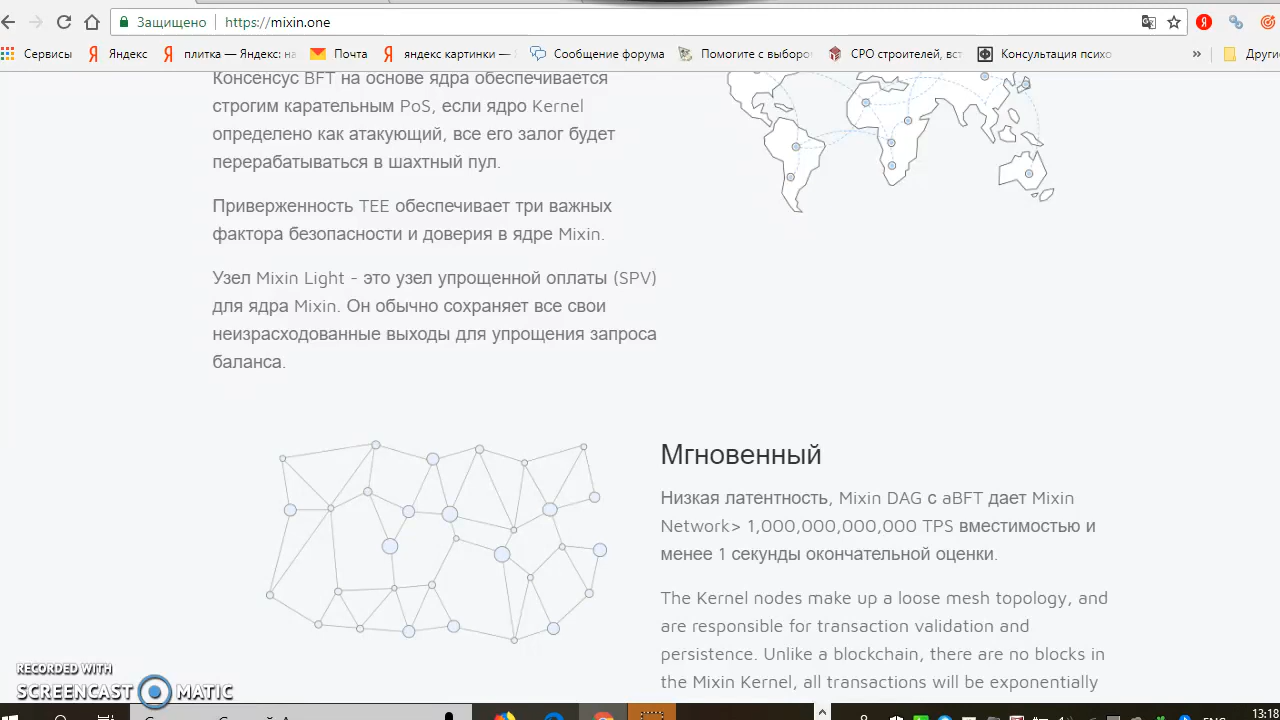 Защищено
https://mixin.one
Сервисы
Яндекс
плитка — Яндекс: на
Почта
яндекс картинки —
Сообщение форума
Помогите с выборо
СРО строителей, вст
Консультация психо
»
Други
Консенсус BFT на основе ядра обеспечивается
строгим карательным PoS, если ядро Kernel
определено как атакующий, все его залог будет
перерабатываться в шахтный пул.
Приверженность TEE обеспечивает три важных
фактора безопасности и доверия в ядре Mixin.
Узел Mixin Light - это узел упрощенной оплаты (SPV)
для ядра Mixin. Он обычно сохраняет все свои
неизрасходованные выходы для упрощения запроса
баланса.
Мгновенный
Низкая латентность, Mixin DAG с aBFT дает Mixin
Network> 1,000,000,000,000 TPS вместимостью и
менее 1 секунды окончательной оценки.
The Kernel nodes make up a loose mesh topology, and
are responsible for transaction validation and
persistence. Unlike a blockchain, there are no blocks in
the Mixin Kernel, all transactions will be exponentially
RECORDED WITH
SCREENCAST MATIC
13:18